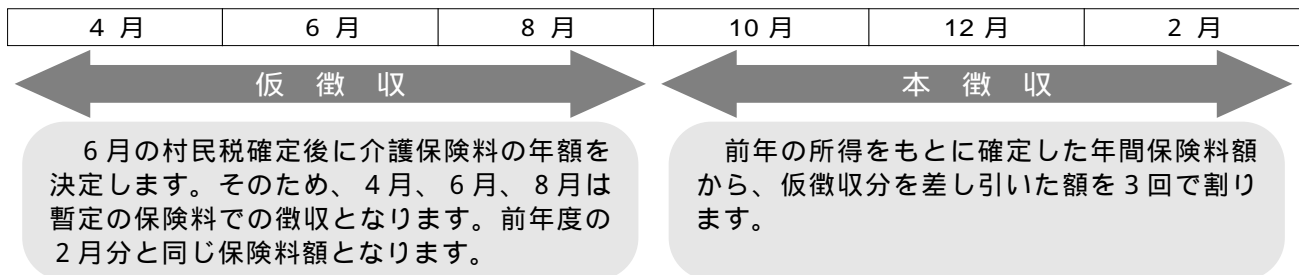 4 月 6 月 8 月 10 月 12 月 2 月
仮 徴 収
本 徴 収
6月の村民税確定後に介護保険料の年額を
決定します。そのため、4月、6月、8月は
暫定の保険料での徴収となります。前年度の
2月分と同じ保険料額となります。
前年の所得をもとに確定した年間保険料額
から、仮徴収分を差し引いた額を3回で割り
ます。